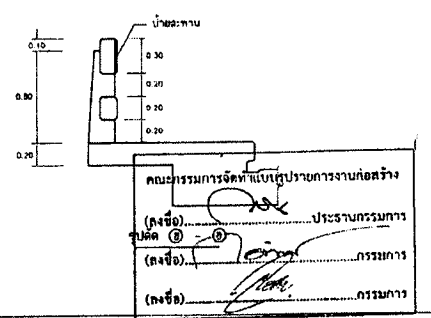 ป้ายสะพาน
0.10
0.30
0.20
0.80
0.20
0.20
0.20
คณะกรรมการจัดทำแบบรูปรายการงานก่อสร้าง
(ลงชื่อ)....................ประธานกรรมการ
รูปตัด
(ลงชื่อ)....................กรรมการ
(ลงชื่อ)....................กรรมการ